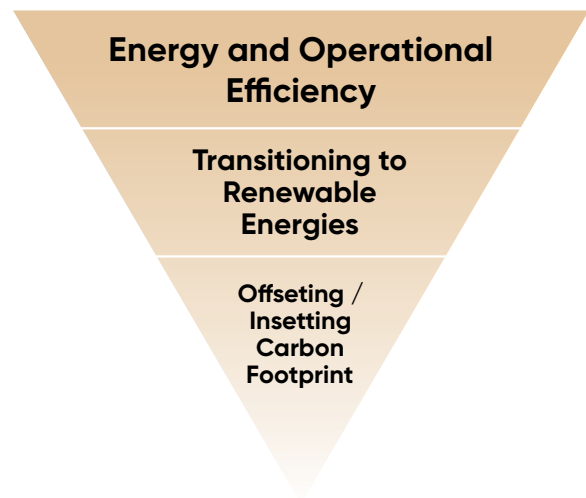 Energy and Operational
Efficiency
Transitioning to
Renewable
Energies
Offseting /
Insetting
Carbon
Footprint